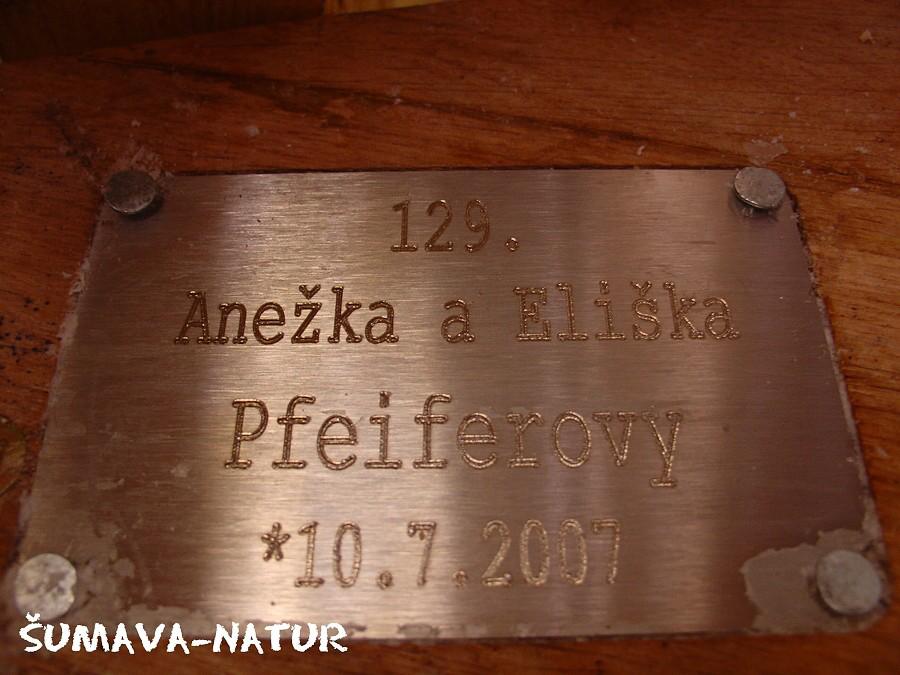 129.
Anežka a Eliška
Pfeiferovy
*10.7.2007
ŠUMAVA-NATUR